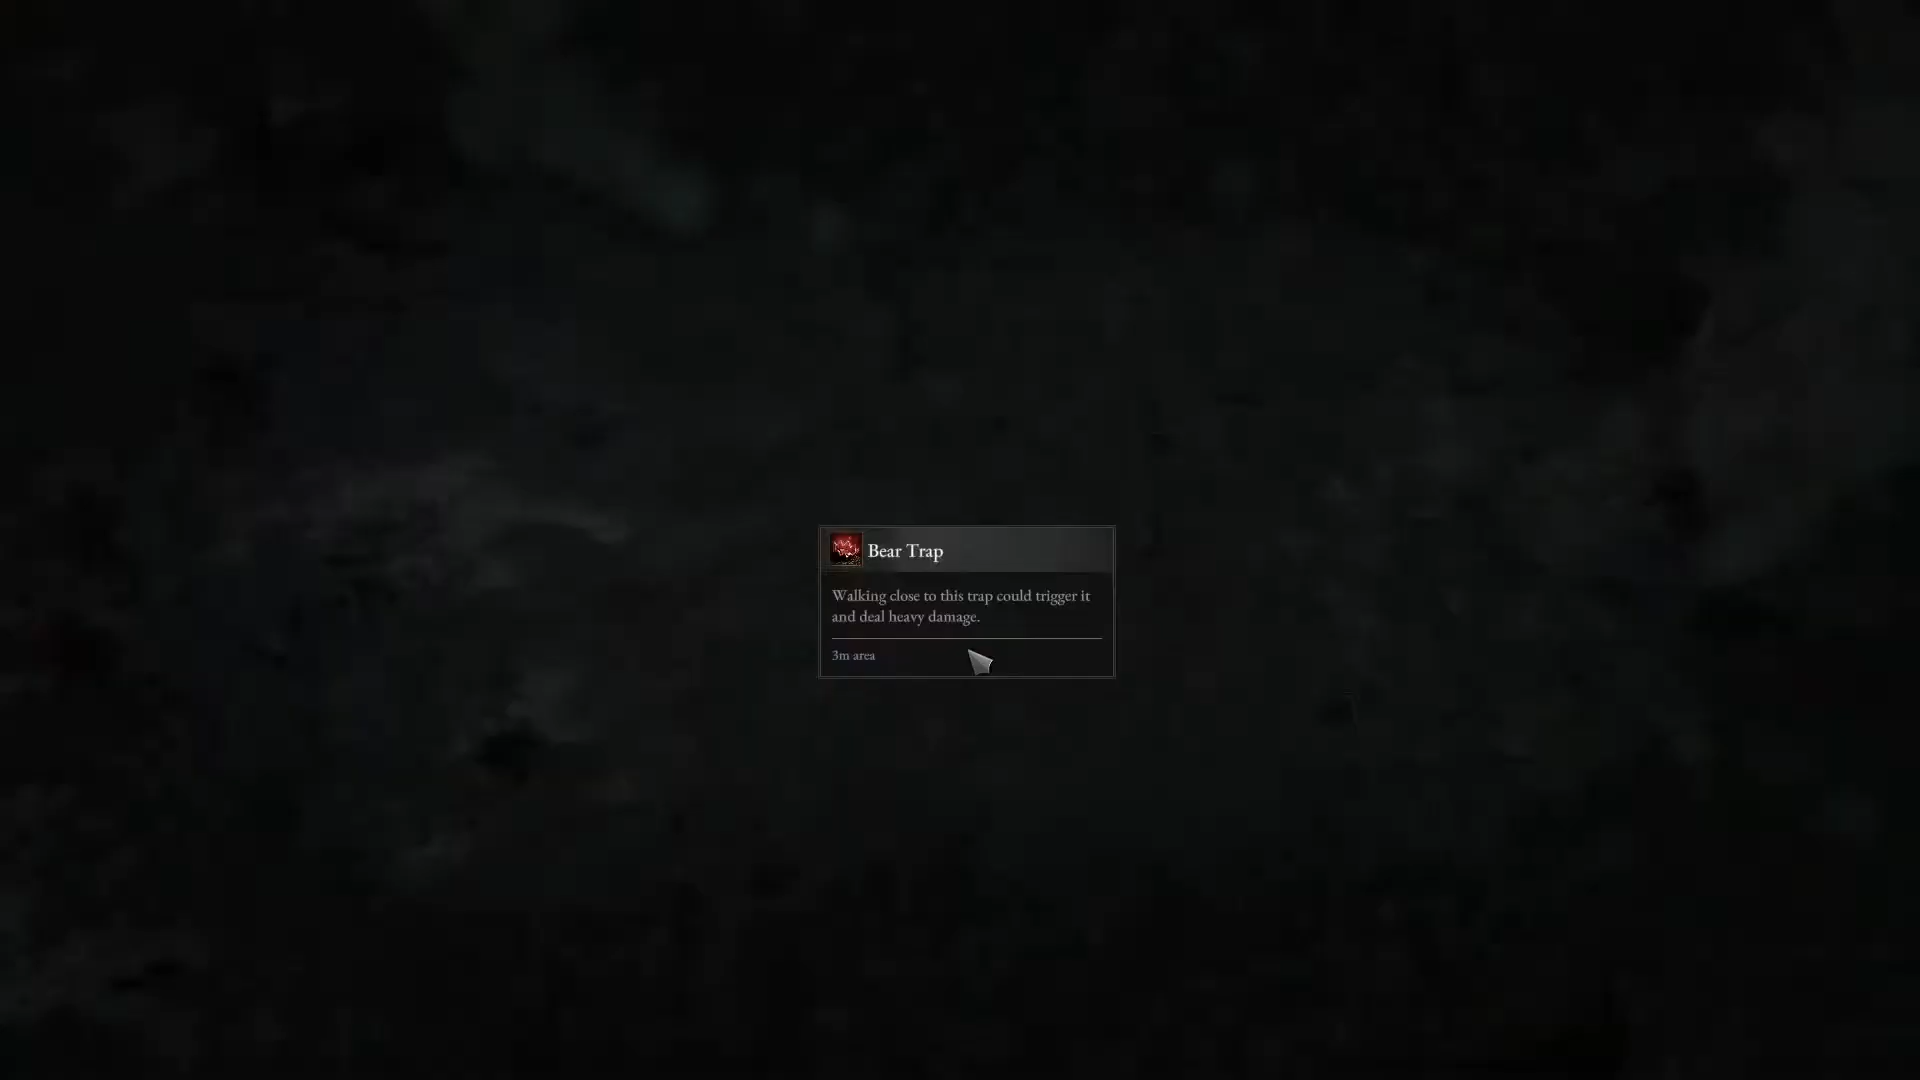 Bear Trap
Walking close to this trap could trigger it
and deal heavy damage.
3m area